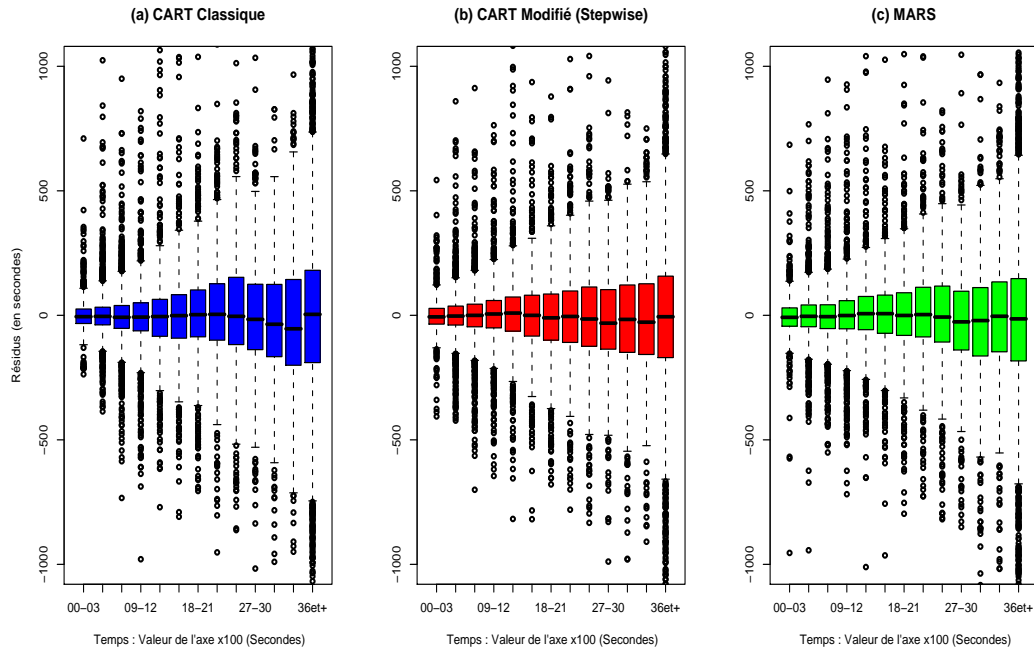 (a) CART Classique
(b) CART Modifié (Stepwise)
(c) MARS
Résidus (en secondes)
1000
500
0
−500
−1000
00−03
09−12
18−21
27−30
36et+
Temps : Valeur de l'axe x100 (Secondes)
1000
500
0
−500
−1000
00−03
09−12
18−21
27−30
36et+
Temps : Valeur de l'axe x100 (Secondes)
1000
500
0
−500
−1000
00−03
09−12
18−21
27−30
36et+
Temps : Valeur de l'axe x100 (Secondes)